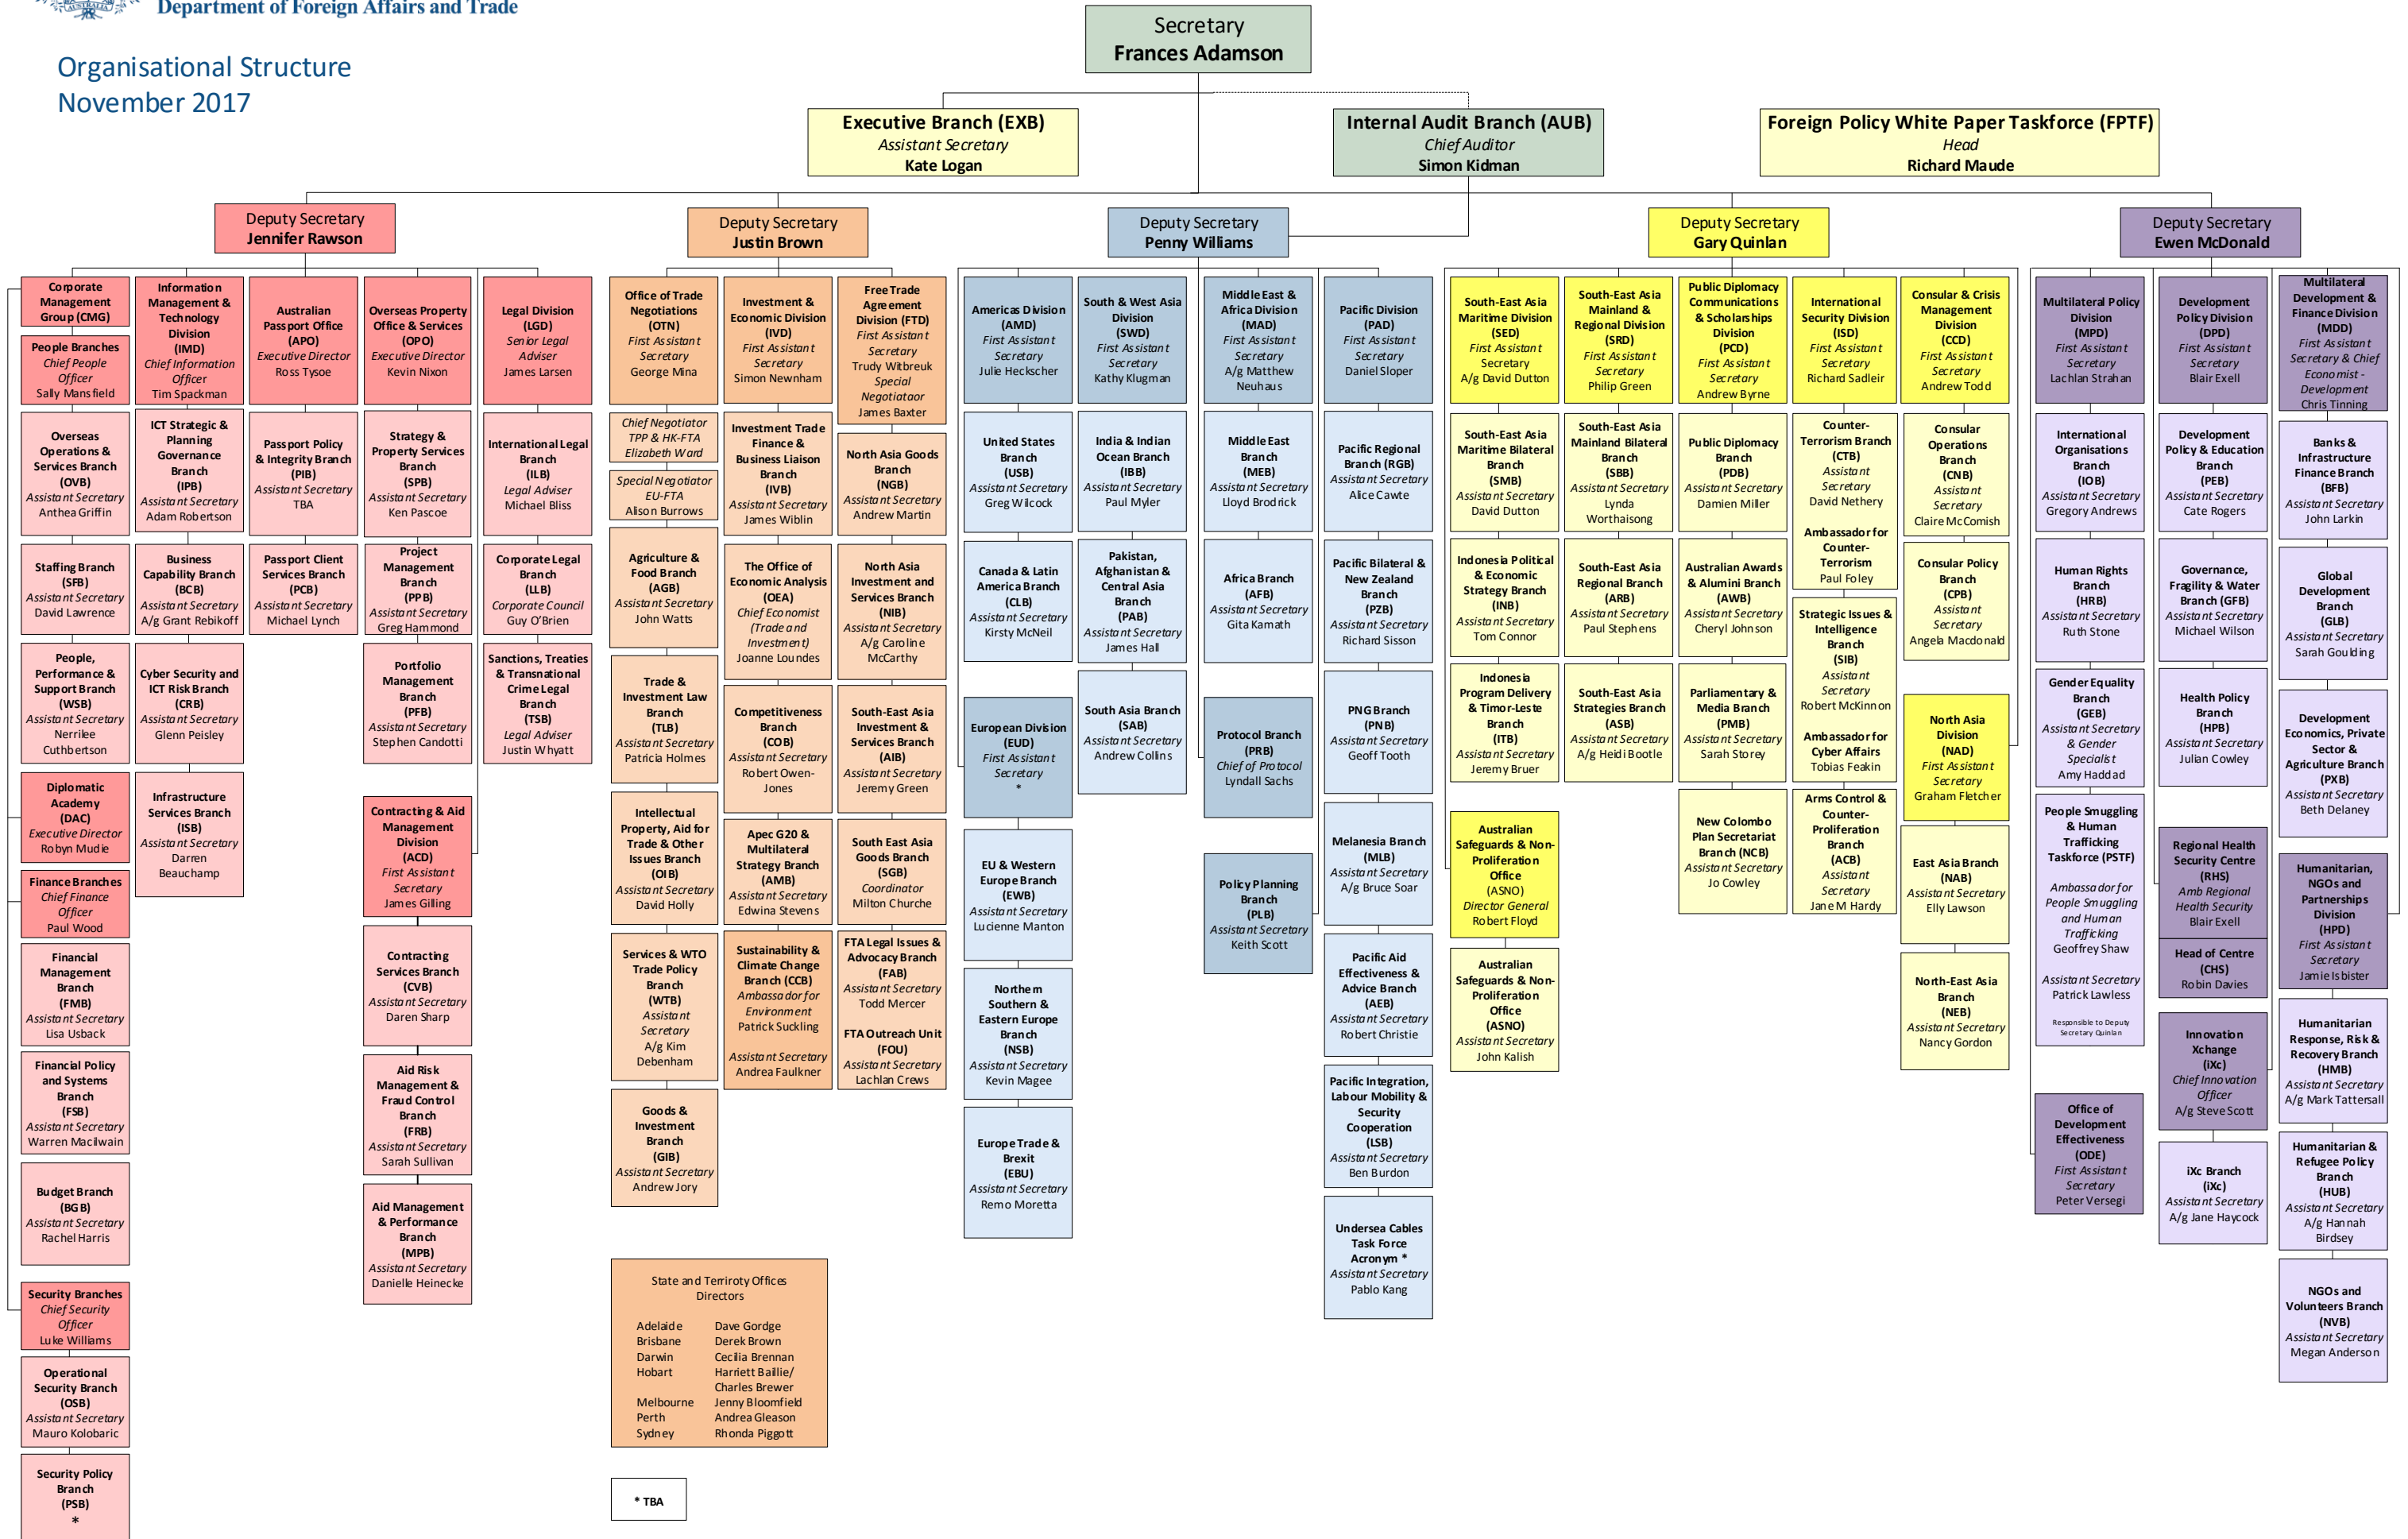 AUSTRALIA
Department of Foreign Affairs and Trade
Organisational Structure
November 2017
Secretary
Frances Adamson
Executive Branch (EXB)
Assistant Secretary
Kate Logan
Internal Audit Branch (AUB)
Chief Auditor
Simon Kidman
Foreign Policy White Paper Taskforce (FPTF)
Head
Richard Maude
Deputy Secretary
Jennifer Rawson
Deputy Secretary
Justin Brown
Deputy Secretary
Penny Williams
Deputy Secretary
Gary Quinlan
Deputy Secretary
Ewen McDonald
Corporate
Management
Group (CMG)
People Branches
Chief People
Officer
Sally Mansfield
Overseas
Operations &
Services Branch
(OVB)
Assistant Secretary
Anthea Griffin
Staffing Branch
(SFB)
Assistant Secretary
David Lawrence
People,
Performance &
Support Branch
(WSB)
Assistant Secretary
Nerrilee
Cuthbertson
Diplomatic
Academy
(DAC)
Executive Director
Robyn Mudie
Finance Branches
Chief Finance
Officer
Paul Wood
Financial
Management
Branch
(FMB)
Assistant Secretary
Lisa Usback
Financial Policy
and Systems
Branch
(FSB)
Assistant Secretary
Warren Macilwain
Budget Branch
(BGB)
Assistant Secretary
Rachel Harris
Security Branches
Chief Security
Officer
Luke Williams
Operational
Security Branch
(OSB)
Assistant Secretary
Mauro Kolobaric
Security Policy
Branch
(PSB)
*
Information
Management &
Technology
Division
(IMD)
Chief Information
Officer
Tim Spackman
ICT Strategic &
Planning
Governance
Branch
(IPB)
Assistant Secretary
Adam Robertson
Business
Capability Branch
(BCB)
Assistant Secretary
A/g Grant Rebikoff
Cyber Security and
ICT Risk Branch
(CRB)
Assistant Secretary
Glenn Peisley
Infrastructure
Services Branch
(ISB)
Assistant Secretary
Darren
Beauchamp
Australian
Passport Office
(APO)
Executive Director
Ross Tysoe
Passport Policy
& Integrity Branch
(PIB)
Assistant Secretary
TBA
Passport Client
Services Branch
(PCB)
Assistant Secretary
Michael Lynch
Overseas Property
Office & Services
(OPO)
Executive Director
Kevin Nixon
Strategy &
Property Services
Branch
(SPB)
Assistant Secretary
Ken Pascoe
Project
Management
Branch
(PPB)
Assistant Secretary
Greg Hammond
Portfolio
Management
Branch
(PFB)
Assistant Secretary
Stephen Candotti
Contracting & Aid
Management
Division
(ACD)
First Assistant
Secretary
James Gilling
Contracting
Services Branch
(CVB)
Assistant Secretary
Daren Sharp
Aid Risk
Management &
Fraud Control
Branch
(FRB)
Assistant Secretary
Sarah Sullivan
Aid Management
& Performance
Branch
(MPB)
Assistant Secretary
Danielle Heinecke
Legal Division
(LGD)
Senior Legal
Adviser
James Larsen
International Legal
Branch
(ILB)
Legal Adviser
Michael Bliss
Corporate Legal
Branch
(LLB)
Corporate Council
Guy O'Brien
Sanctions, Treaties
& Transnational
Crime Legal
Branch
(TSB)
Legal Adviser
Justin Whyatt
Office of Trade
Negotiations
(OTN)
First Assistant
Secretary
George Mina
Chief Negotiator
TPP & HK-FTA
Elizabeth Ward
Special Negotiator
EU-FTA
Alison Burrows
Agriculture &
Food Branch
(AGB)
Assistant Secretary
John Watts
Trade &
Investment Law
Branch
(TLB)
Assistant Secretary
Patricia Holmes
Intellectual
Property, Aid for
Trade & Other
Issues Branch
(OIB)
Assistant Secretary
David Holly
Services & WTO
Trade Policy
Branch
(WTB)
Assistant
Secretary
A/g Kim
Debenham
Goods &
Investment
Branch
(GIB)
Assistant Secretary
Andrew Jory
Investment &
Economic Division
(IVD)
First Assistant
Secretary
Simon Newnham
Investment Trade
Finance &
Business Liaison
Branch
(IVB)
Assistant Secretary
James Wiblin
The Office of
Economic Analysis
(OEA)
Chief Economist
(Trade and
Investment)
Joanne Loundes
Competitiveness
Branch
(COB)
Assistant Secretary
Robert Owen-
Jones
Apec G20 &
Multilateral
Strategy Branch
(AMB)
Assistant Secretary
Edwina Stevens
Sustainability &
Climate Change
Branch (CCB)
Ambassador for
Environment
Patrick Suckling
Assistant Secretary
Andrea Faulkner
Free Trade
Agreement
Division (FTD)
First Assistant
Secretary
Trudy Witbreuk
Special
Negotiataor
James Baxter
North Asia Goods
Branch
(NGB)
Assistant Secretary
Andrew Martin
North Asia
Investment and
Services Branch
(NIB)
Assistant Secretary
A/g Caroline
McCarthy
South-East Asia
Investment &
Services Branch
(AIB)
Assistant Secretary
Jeremy Green
South East Asia
Goods Branch
(SGB)
Coordinator
Milton Churche
FTA Legal Issues &
Advocacy Branch
(FAB)
Assistant Secretary
Todd Mercer
FTA Outreach Unit
(FOU)
Assistant Secretary
Lachlan Crews
State and Terriroty Offices
Directors
Adelaide Dave Gordge
Brisbane Derek Brown
Darwin Cecilia Brennan
Hobart Harriett Baillie/
Charles Brewer
Melbourne Jenny Bloomfield
Perth Andrea Gleason
Sydney Rhonda Piggott
* TBA
Americas Division
(AMD)
First Assistant
Secretary
Julie Heckscher
United States
Branch
(USB)
Assistant Secretary
Greg Wilcock
Canada & Latin
America Branch
(CLB)
Assistant Secretary
Kirsty McNeil
European Division
(EUD)
First Assistant
Secretary
*
EU & Western
Europe Branch
(EWB)
Assistant Secretary
Lucienne Manton
Northern
Southern &
Eastern Europe
Branch
(NSB)
Assistant Secretary
Kevin Magee
Europe Trade &
Brexit
(EBU)
Assistant Secretary
Remo Moretta
South & West Asia
Division
(SWD)
First Assistant
Secretary
Kathy Klugman
India & Indian
Ocean Branch
(IBB)
Assistant Secretary
Paul Myler
Pakistan,
Afghanistan &
Central Asia
Branch
(PAB)
Assistant Secretary
James Hall
South Asia Branch
(SAB)
Assistant Secretary
Andrew Collins
Middle East &
Africa Division
(MAD)
First Assistant
Secretary
A/g Matthew
Neuhaus
Middle East
Branch
(MEB)
Assistant Secretary
Lloyd Brodrick
Africa Branch
(AFB)
Assistant Secretary
Gita Kamath
Protocol Branch
(PRB)
Chief of Protocol
Lyndall Sachs
Policy Planning
Branch
(PLB)
Assistant Secretary
Keith Scott
Pacific Division
(PAD)
First Assistant
Secretary
Daniel Sloper
Pacific Regional
Branch (RGB)
Assistant Secretary
Alice Cawte
Pacific Bilateral &
New Zealand
Branch
(PZB)
Assistant Secretary
Richard Sisson
PNG Branch
(PNB)
Assistant Secretary
Geoff Tooth
Melanesia Branch
(MLB)
Assistant Secretary
A/g Bruce Soar
Pacific Aid
Effectiveness &
Advice Branch
(AEB)
Assistant Secretary
Robert Christie
Pacific Integration,
Labour Mobility &
Security
Cooperation
(LSB)
Assistant Secretary
Ben Burdon
Undersea Cables
Task Force
Acronym *
Assistant Secretary
Pablo Kang
South-East Asia
Maritime Division
(SED)
First Assistant
Secretary
A/g David Dutton
South-East Asia
Maritime Bilateral
Branch
(SMB)
Assistant Secretary
David Dutton
Indonesia Political
& Economic
Strategy Branch
(INB)
Assistant Secretary
Tom Connor
Indonesia
Program Delivery
& Timor-Leste
Branch
(ITB)
Assistant Secretary
Jeremy Bruer
Australian
Safeguards & Non-
Proliferation
Office
(ASNO)
Director General
Robert Floyd
Australian
Safeguards & Non-
Proliferation
Office
(ASNO)
Assistant Secretary
John Kalish
South-East Asia
Mainland &
Regional Division
(SRD)
First Assistant
Secretary
Philip Green
South-East Asia
Mainland Bilateral
Branch
(SBB)
Assistant Secretary
Lynda
Worthaisong
South-East Asia
Regional Branch
(ARB)
Assistant Secretary
Paul Stephens
South-East Asia
Strategies Branch
(ASB)
Assistant Secretary
A/g Heidi Bootle
Public Diplomacy
Communications
& Scholarships
Division
(PCD)
First Assistant
Secretary
Andrew Byrne
Public Diplomacy
Branch
(PDB)
Assistant Secretary
Damien Miller
Australian Awards
& Alumini Branch
(AWB)
Assistant Secretary
Cheryl Johnson
Parliamentary &
Media Branch
(PMB)
Assistant Secretary
Sarah Storey
New Colombo
Plan Secretariat
Branch (NCB)
Assistant Secretary
Jo Cowley
International
Security Division
(ISD)
First Assistant
Secretary
Richard Sadleir
Counter-
Terrorism Branch
(CTB)
Assistant
Secretary
David Nethery
Ambassador for
Counter-
Terrorism
Paul Foley
Strategic Issues &
Intelligence
Branch
(SIB)
Assistant
Secretary
Robert McKinnon
Ambassador for
Cyber Affairs
Tobias Feakin
Arms Control &
Counter-
Proliferation
Branch
(ACB)
Assistant
Secretary
Jane M Hardy
Consular & Crisis
Management
Division
(CCD)
First Assistant
Secretary
Andrew Todd
Consular
Operations
Branch
(CNB)
Assistant
Secretary
Claire McComish
Consular Policy
Branch
(CPB)
Assistant
Secretary
Angela Macdonald
North Asia
Division
(NAD)
First Assistant
Secretary
Graham Fletcher
East Asia Branch
(NAB)
Assistant Secretary
Elly Lawson
North-East Asia
Branch
(NEB)
Assistant Secretary
Nancy Gordon
Multilateral Policy
Division
(MPD)
First Assistant
Secretary
Lachlan Strahan
International
Organisations
Branch
(IOB)
Assistant Secretary
Gregory Andrews
Human Rights
Branch
(HRB)
Assistant Secretary
Ruth Stone
Gender Equality
Branch
(GEB)
Assistant Secretary
& Gender
Specialist
Amy Haddad
People Smuggling
& Human
Trafficking
Taskforce (PSTF)
Ambassador for
People Smuggling
and Human
Trafficking
Geoffrey Shaw
Assistant Secretary
Patrick Lawless
Responsible to Deputy
Secretary Quinlan
Office of
Development
Effectiveness
(ODE)
First Assistant
Secretary
Peter Versegi
Development
Policy Division
(DPD)
First Assistant
Secretary
Blair Exell
Development
Policy & Education
Branch
(PEB)
Assistant Secretary
Cate Rogers
Governance,
Fragility & Water
Branch (GFB)
Assistant Secretary
Michael Wilson
Health Policy
Branch
(HPB)
Assistant Secretary
Julian Cowley
Regional Health
Security Centre
(RHS)
Amb Regional
Health Security
Blair Exell
Head of Centre
(CHS)
Robin Davies
Innovation
Xchange
(iXc)
Chief Innovation
Officer
A/g Steve Scott
iXc Branch
(iXc)
Assistant Secretary
A/g Jane Haycock
Multilateral
Development &
Finance Division
(MDD)
First Assistant
Secretary & Chief
Economist -
Development
Chris Tinning
Banks &
Infrastructure
Finance Branch
(BFB)
Assistant Secretary
John Larkin
Global
Development
Branch
(GLB)
Assistant Secretary
Sarah Goulding
Development
Economics, Private
Sector &
Agriculture Branch
(PXB)
Assistant Secretary
Beth Delaney
Humanitarian,
NGOs and
Partnerships
Division
(HPD)
First Assistant
Secretary
Jamie Isbister
Humanitarian
Response, Risk &
Recovery Branch
(HMB)
Assistant Secretary
A/g Mark Tattersall
Humanitarian &
Refugee Policy
Branch
(HUB)
Assistant Secretary
A/g Hannah
Birdsey
NGOs and
Volunteers Branch
(NVB)
Assistant Secretary
Megan Anderson